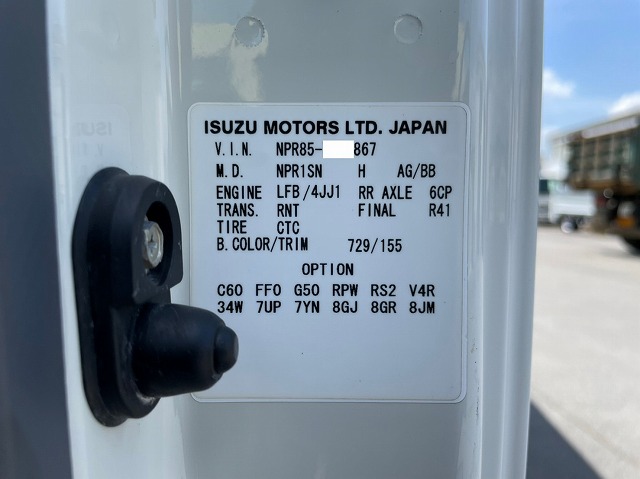 ISUZU MOTORS LTD. JAPAN
V.I.N. NPR85- 867
M.D. NPR1SN H AG/BB
ENGINE LFB/4JJ1 RR AXLE 6CP
TRANS. RNT FINAL R41
TIRE CTC
B.COLOR/TRIM 729/155
OPTION
C60 FF0 G50 RPW RS2 V4R
34W 7UP 7YN 8GJ 8GR 8JM